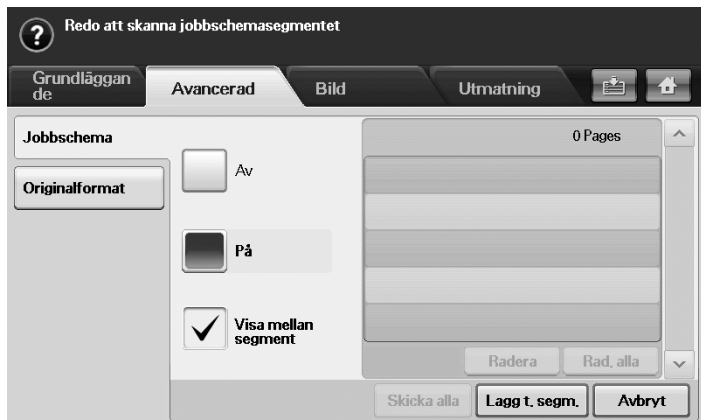 Redo att skanna jobbschemasegmentet
Grundläggan
de
Avancerad
Bild
Utmatning
Jobbschema
Originalformat
Av
På
Visa mellan
segment
0 Pages
Radera
Rad. alla
Skicka alla
Lagg t. segm.
Avbryt